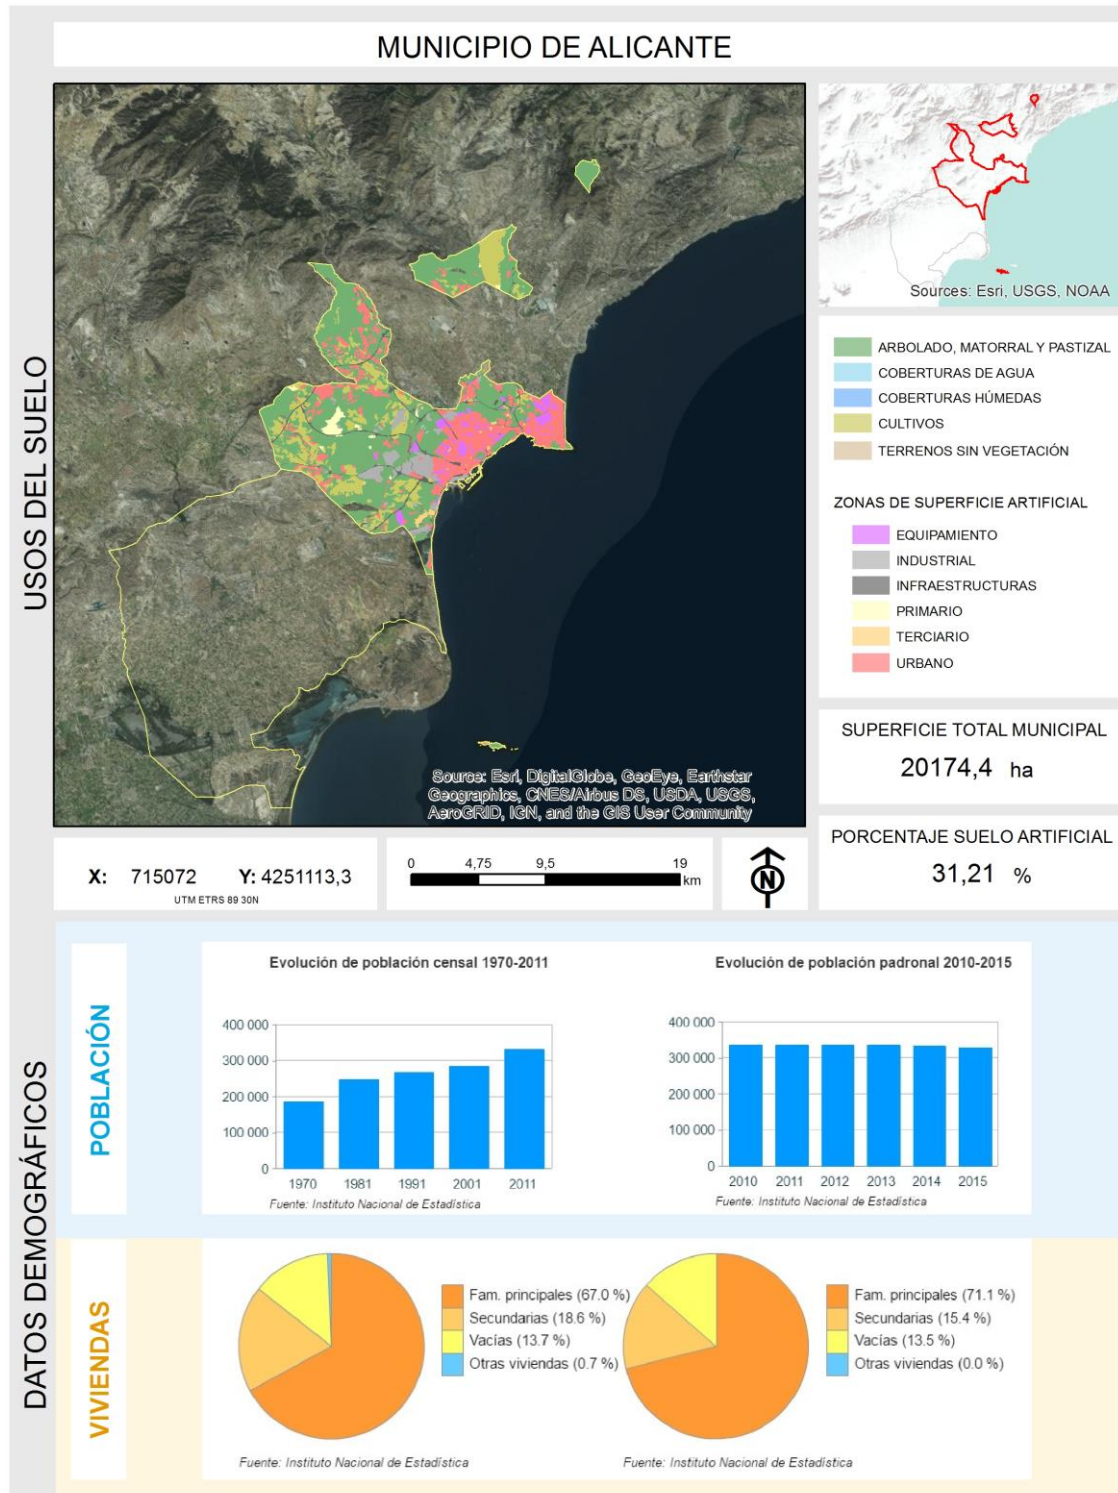 MUNICIPIO DE ALICANTE
USOS DEL SUELO
Source: Esri, DigitalGlobe, GeoEye, Earthstar
Geographics, CNES/Airbus DS, USDA, USGS,
AeroGRID, IGN, and the GIS User Community
Sources: Esri, USGS, NOAA
ARBOLADO, MATORRAL Y PASTIZAL
COBERTURAS DE AGUA
COBERTURAS HÚMEDAS
CULTIVOS
TERRENOS SIN VEGETACIÓN
ZONAS DE SUPERFICIE ARTIFICIAL
EQUIPAMIENTO
INDUSTRIAL
INFRAESTRUCTURAS
PRIMARIO
TERCIARIO
URBANO
SUPERFICIE TOTAL MUNICIPAL
20174,4 ha
PORCENTAJE SUELO ARTIFICIAL
31,21 %
X: 715072 Y: 4251113,3
UTM ETRS 89 30N
0 4,75 9,5 19
km
N
DATOS DEMOGRÁFICOS
POBLACIÓN
Evolución de población censal 1970-2011
400 000
300 000
200 000
100 000
0
1970 1981 1991 2001 2011
Fuente: Instituto Nacional de Estadística
Evolución de población padronal 2010-2015
400 000
300 000
200 000
100 000
0
2010 2011 2012 2013 2014 2015
Fuente: Instituto Nacional de Estadística
VIVIENDAS
Fam. principales (67.0 %)
Secundarias (18.6 %)
Vacías (13.7 %)
Otras viviendas (0.7 %)
Fuente: Instituto Nacional de Estadística
Fam. principales (71.1 %)
Secundarias (15.4 %)
Vacías (13.5 %)
Otras viviendas (0.0 %)
Fuente: Instituto Nacional de Estadística